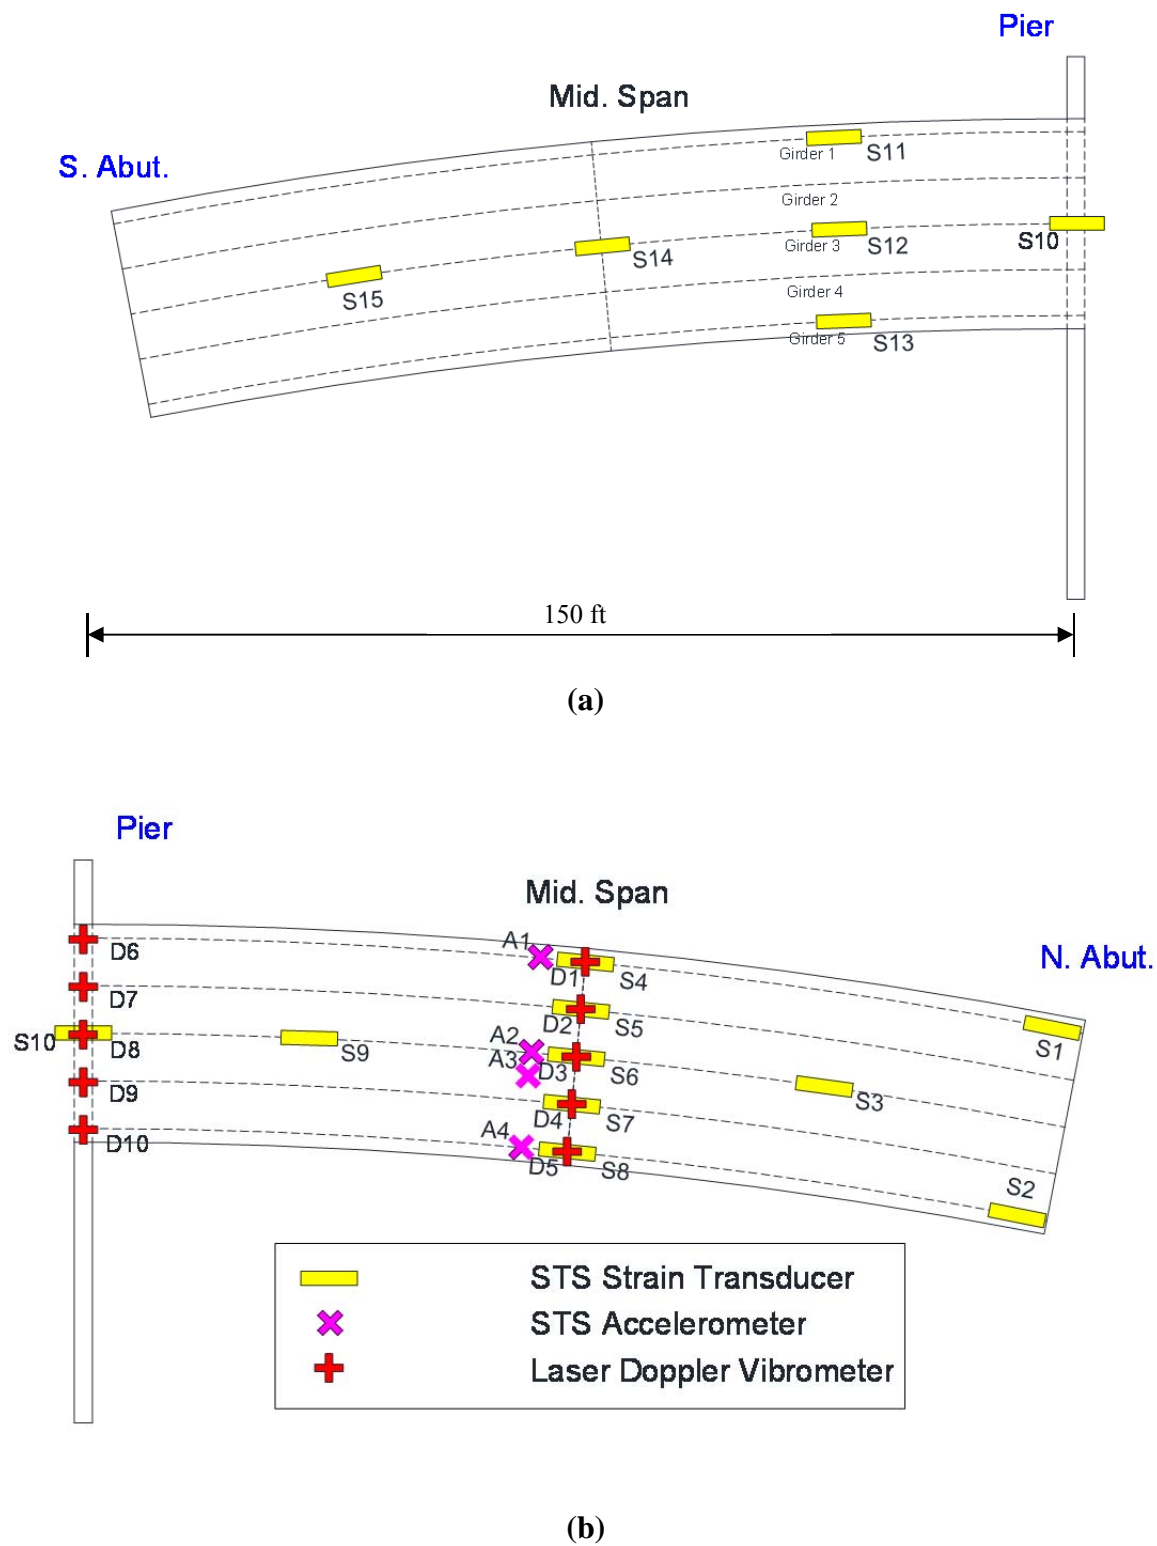 Pier
Mid. Span
S. Abut.
S11
Girder 1
Girder 2
S10
S12
Girder 3
S14
S15
Girder 4
Girder 5
S13
150 ft
(a)
Pier
Mid. Span
A1
D6
N. Abut.
D1
S4
D7
D2
S5
A2
S10
D8
S9
A3
D3
S6
S1
D9
S3
D4
S7
A4
D10
D5
S8
S2
STS Strain Transducer
STS Accelerometer
Laser Doppler Vibrometer
(b)